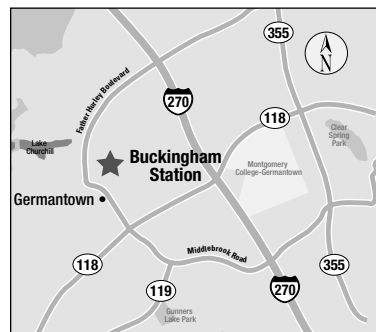 355
N
Father Hurley Boulevard
270
118
Clear
Spring
Park
Lake
Churchill
Buckingham
Station
Montgomery
College-Germantown
Germantown
Middlebrook Road
118
119
355
270
Gunners
Lake Park